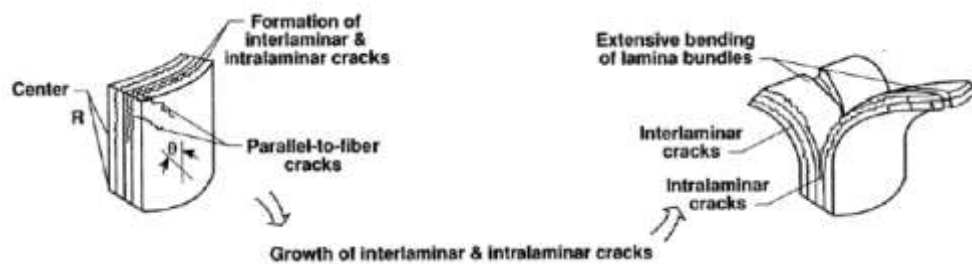 Formation of
interlaminar &
intralaminar cracks
Center
R
θ
Parallel-to-fiber
cracks
Extensive bending
of lamina bundles
Interlaminar
cracks
Intralaminar
cracks
Growth of interlaminar & intralaminar cracks